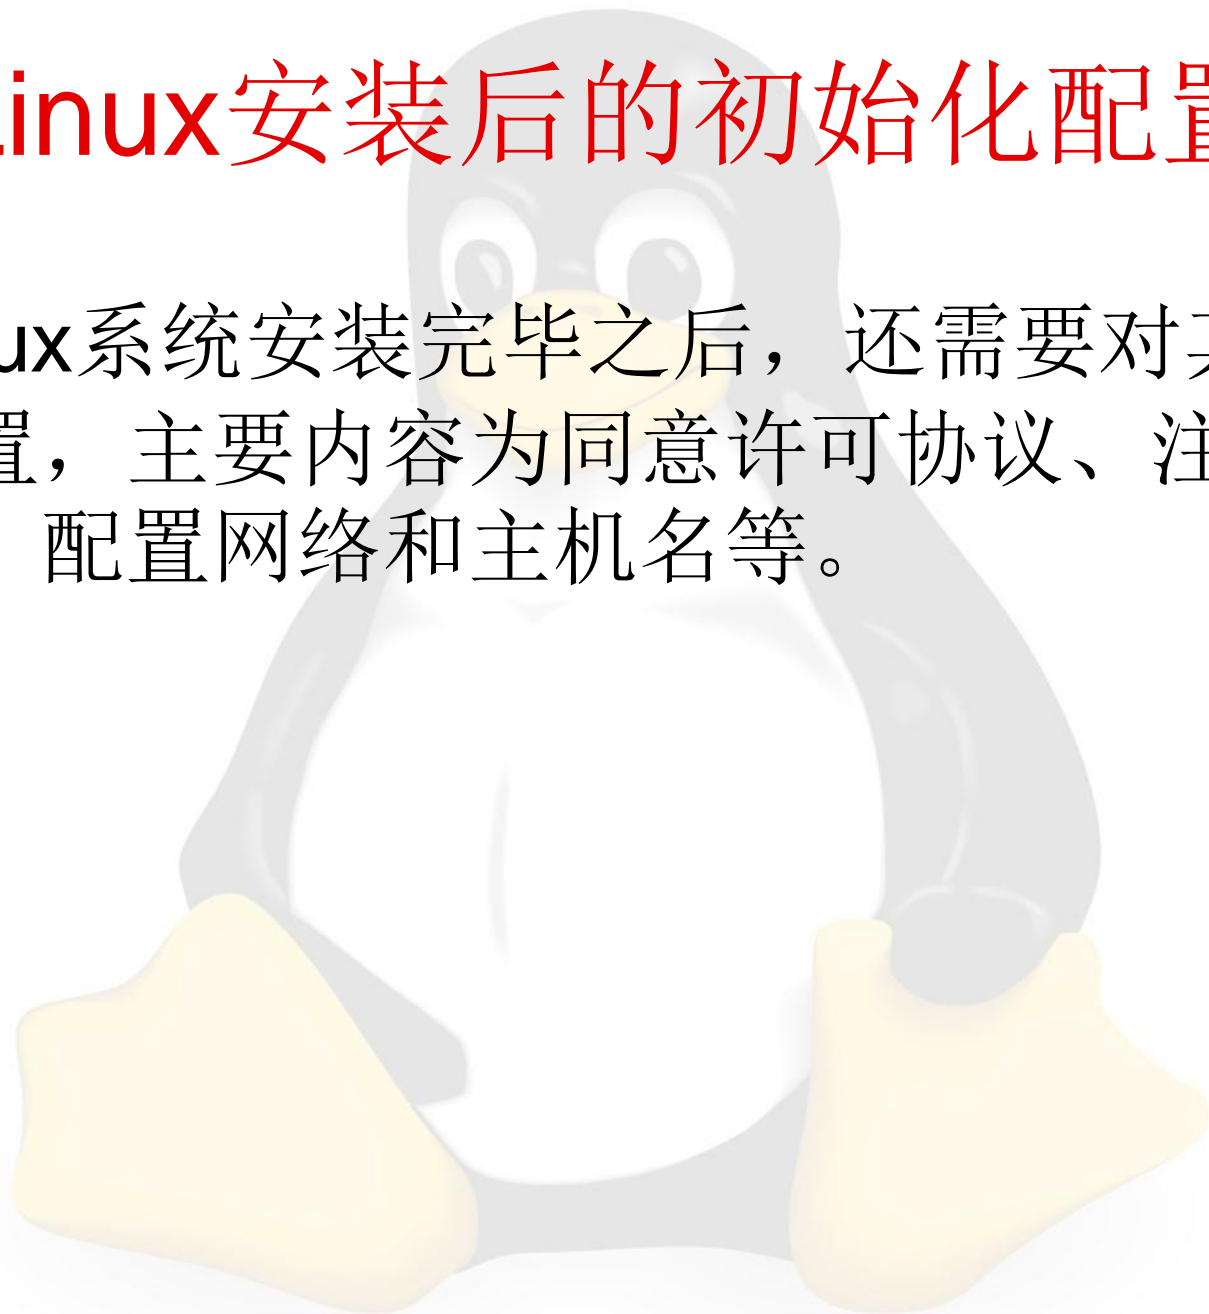 Linux安装后的初始化配置
ux系统安装完毕之后，还需要对其
置，主要内容为同意许可协议、注
配置网络和主机名等。